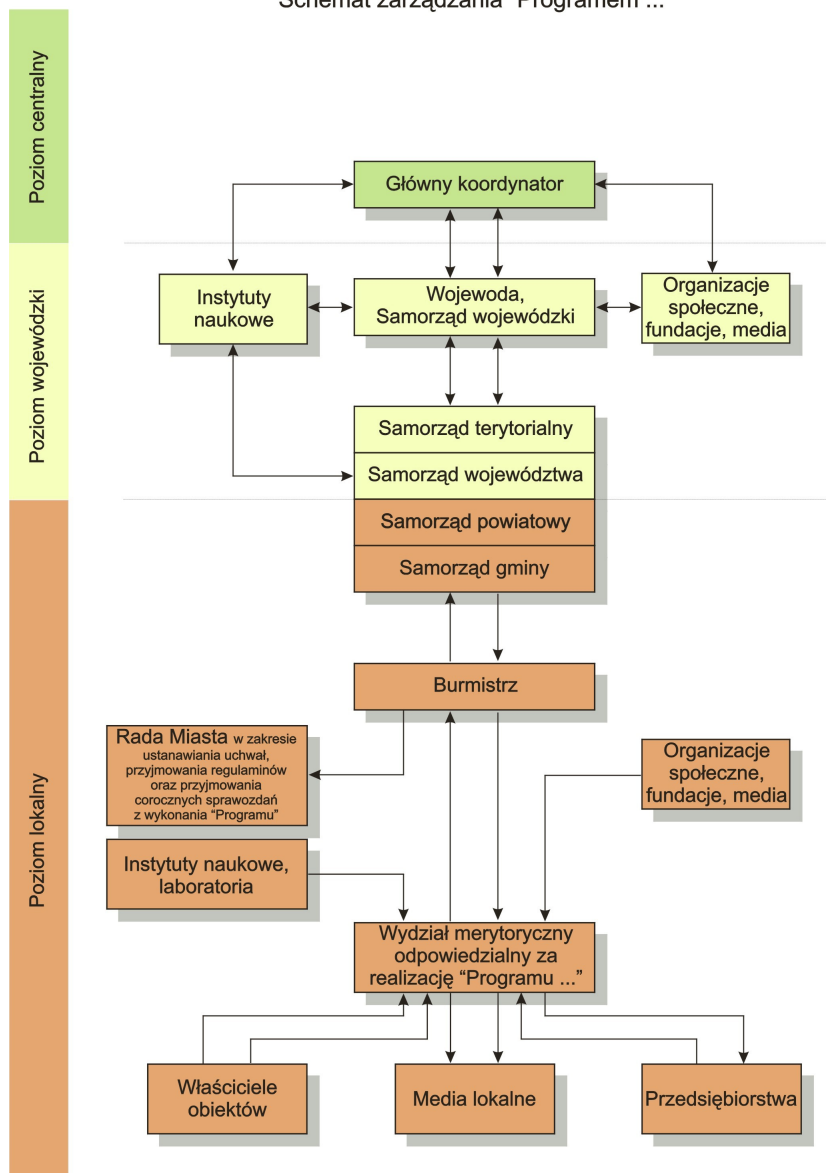 Schemat zarządzania "Programem ...
Poziom centralny
Główny koordynator
Poziom wojewódzki
Instytuty
naukowe
Wojewoda,
Samorząd wojewódzki
Organizacje
społeczne,
fundacje, media
Samorząd terytorialny
Samorząd województwa
Poziom lokalny
Samorząd powiatowy
Samorząd gminy
Burmistrz
Rada Miasta w zakresie
ustanawiania uchwał,
przyjmowania regulaminów
oraz przyjmowania
corocznych sprawozdań
z wykonania “Programu”
Organizacje
społeczne,
fundacje, media
Instytuty naukowe,
laboratoria
Wydział merytoryczny
odpowiedzialny za
realizację “Programu ...”
Właściciele
obiektów
Media lokalne
Przedsiębiorstwa